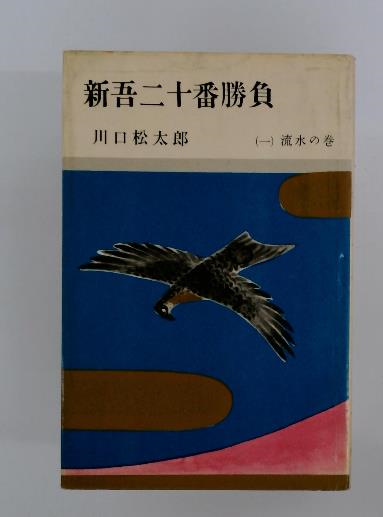 新吾二十番勝負
川口松太郎
(一) 流水の巻